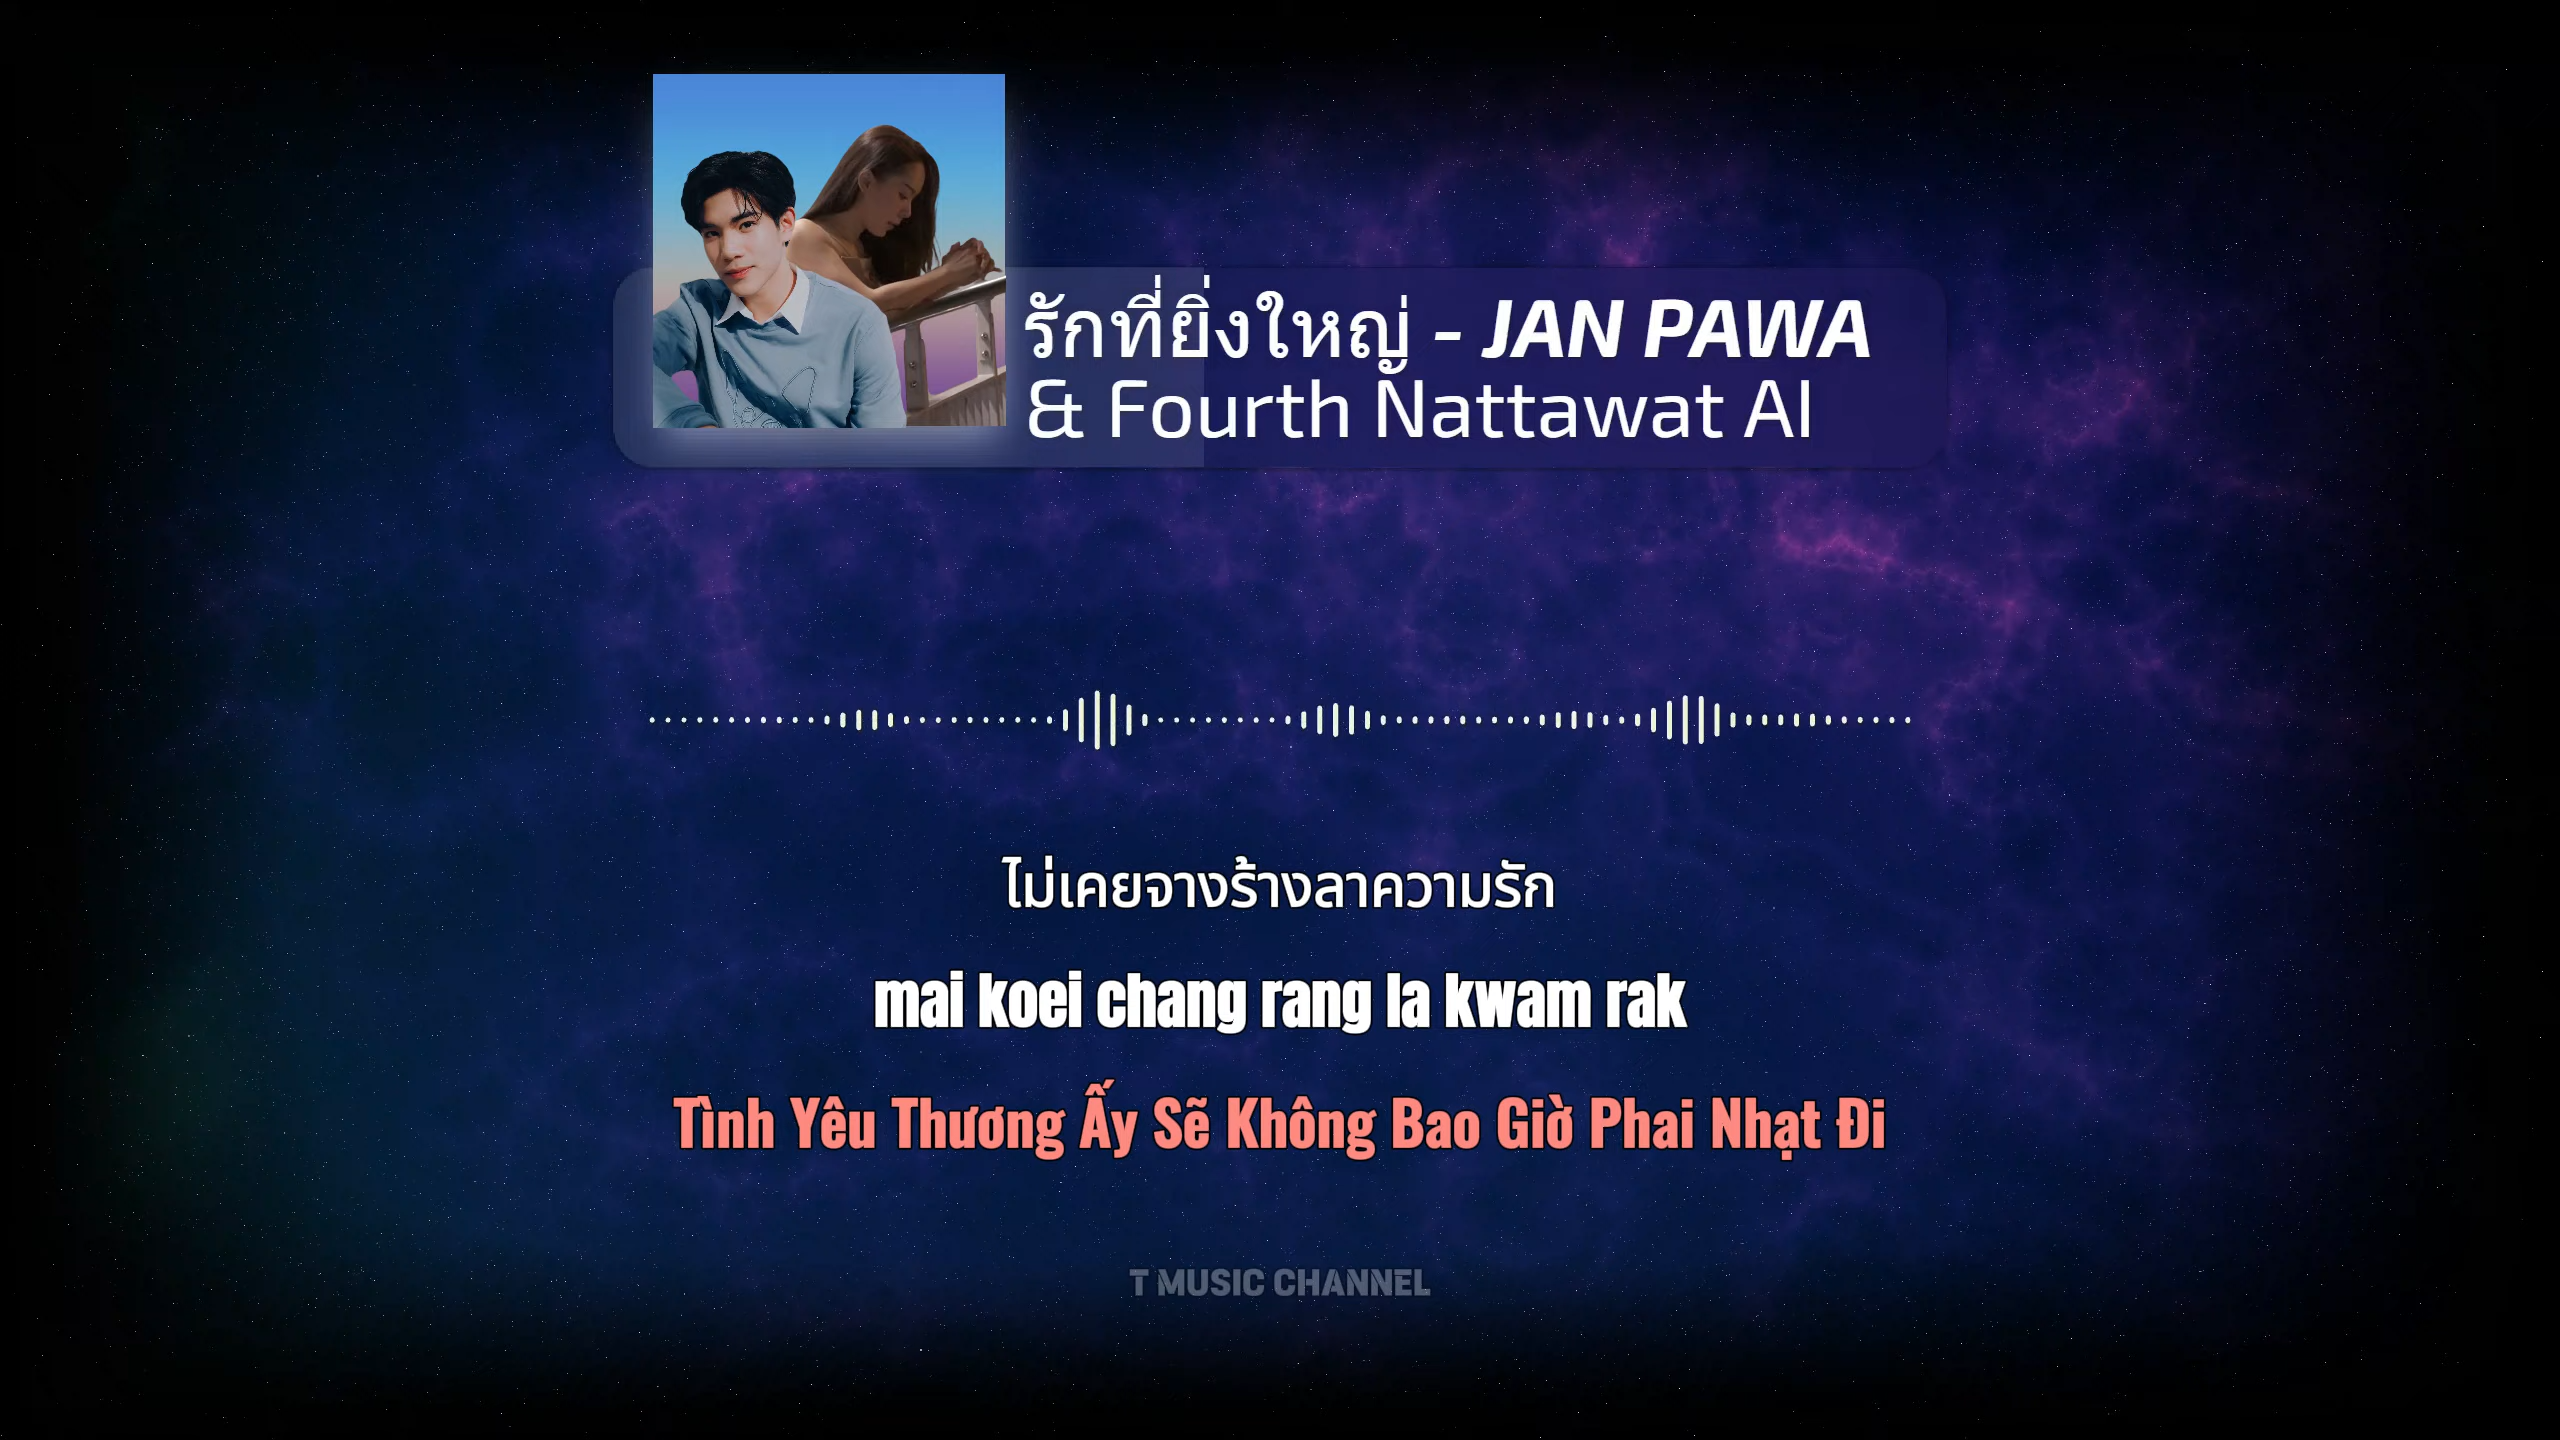 รักที่ยิ่งใหญ่ - JAN PAWA
& Fourth Nattawat AI
ไม่เคยจางร้างลาความรัก
mai koei chang rang la kwam rak
Tình Yêu Thương Ấy Sẽ Không Bao Giờ Phai Nhạt Đi
T MUSIC CHANNEL